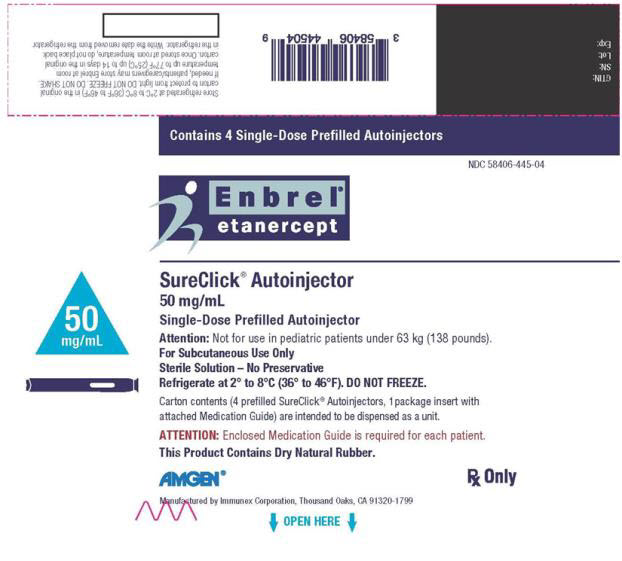 Store refrigerated at 2°C to 8°C (36°F to 46°F) in the original
carton to protect from light. DO NOT FREEZE. DO NOT SHAKE.
If needed, patients/caregivers may store Enbrel at room
temperature up to 77°F (25°C) up to 14 days in the original
carton. Once stored at room temperature, do not place back
in the refrigerator. Write the date removed from the refrigerator
3 58406 44504 9
GTIN:
SN:
Lot:
Exp:
Contains 4 Single-Dose Prefilled Autoinjectors
NDC 58406-445-04
Enbrel®
etanercept
SureClick® Autoinjector
50 mg/mL
Single-Dose Prefilled Autoinjector
50
mg/mL
Attention: Not for use in pediatric patients under 63 kg (138 pounds).
For Subcutaneous Use Only
Sterile Solution – No Preservative
Refrigerate at 2° to 8°C (36° to 46°F). DO NOT FREEZE.
Carton contents (4 prefilled SureClick® Autoinjectors, 1 package insert with
attached Medication Guide) are intended to be dispensed as a unit.
ATTENTION: Enclosed Medication Guide is required for each patient.
This Product Contains Dry Natural Rubber.
AMGEN®
℞ Only
Manufactured by Immunex Corporation, Thousand Oaks, CA 91320-1799
OPEN HERE